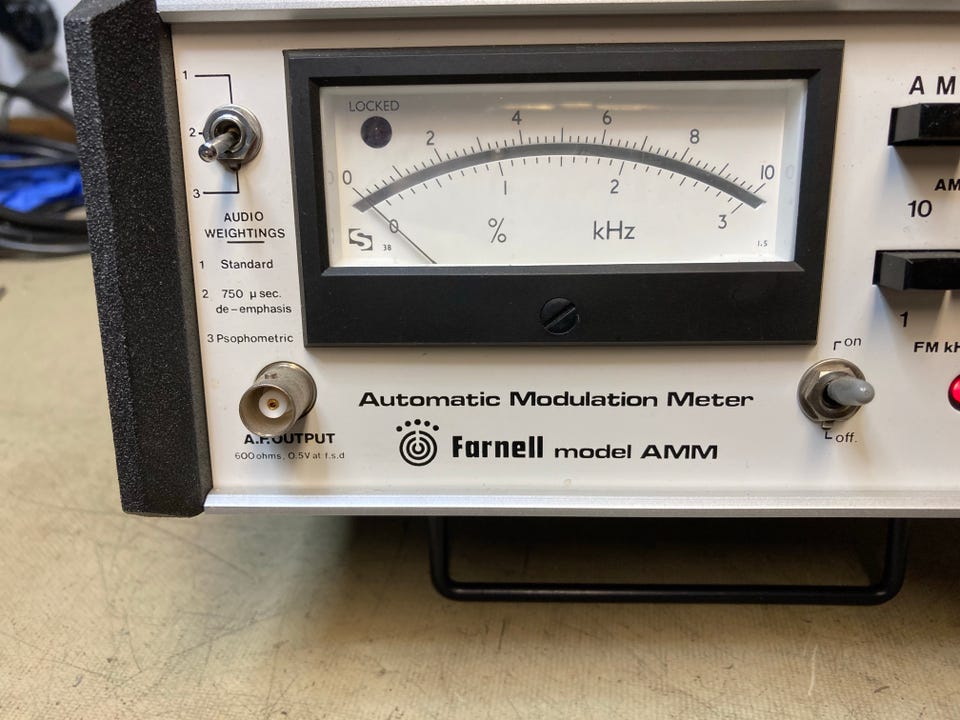 1
2
3
AUDIO
WEIGHTINGS
1 Standard
2 750 µ sec.
de-emphasis
3 Psophometric
A.F. OUTPUT
600 ohms, 0.5V at f.s.d
LOCKED
0 2 4 6 8 10
0 1 2 3
% kHz
38
1.5
Automatic Modulation Meter
Farnell model AMM
on
off.
A M
AM
10
1
FM kH